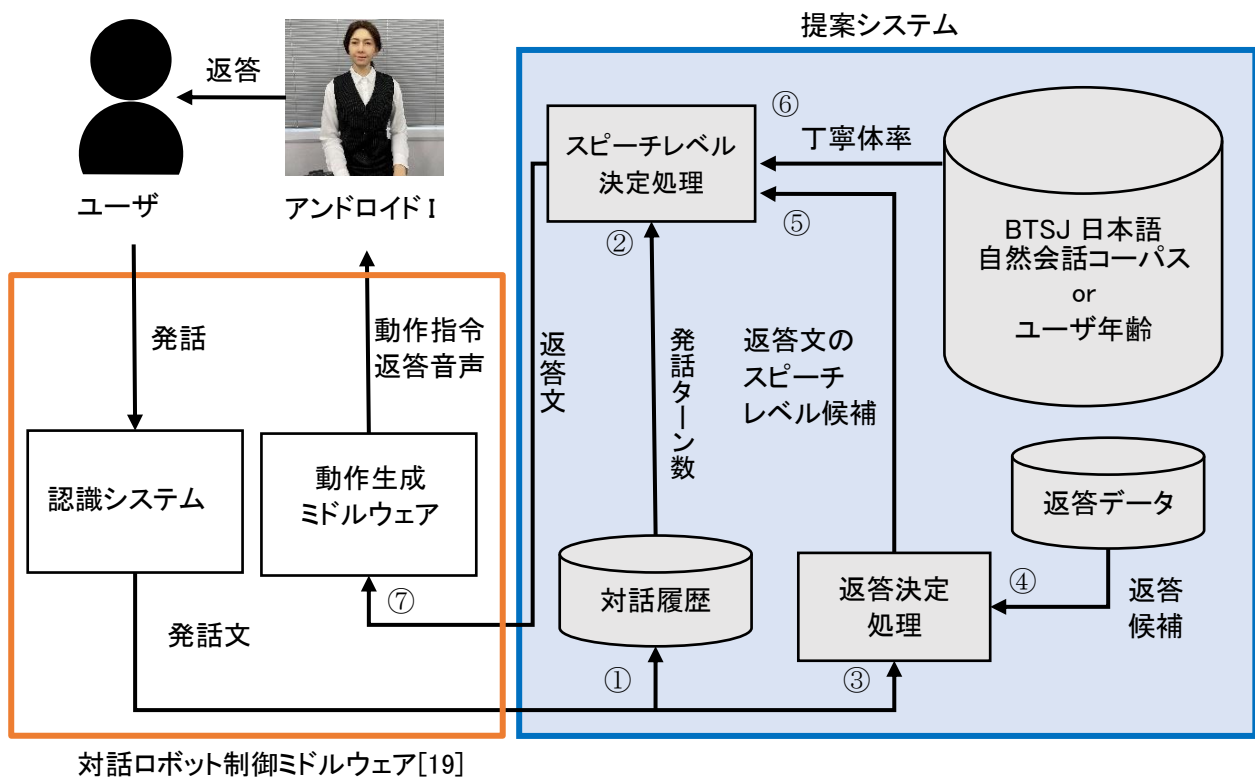 提案システム
返答
ユーザ
アンドロイド I
⑥
丁寧体率
スピーチレベル
決定処理
②
⑤
BTSJ 日本語
自然会話コーパス
or
ユーザ年齢
発話
動作指令
返答音声
返答文
発話ターン数
返答文の
スピーチ
レベル候補
認識システム
動作生成
ミドルウェア
返答データ
⑦
対話履歴
返答決定
処理
④
返答
候補
発話文
①
③
対話ロボット制御ミドルウェア[19]